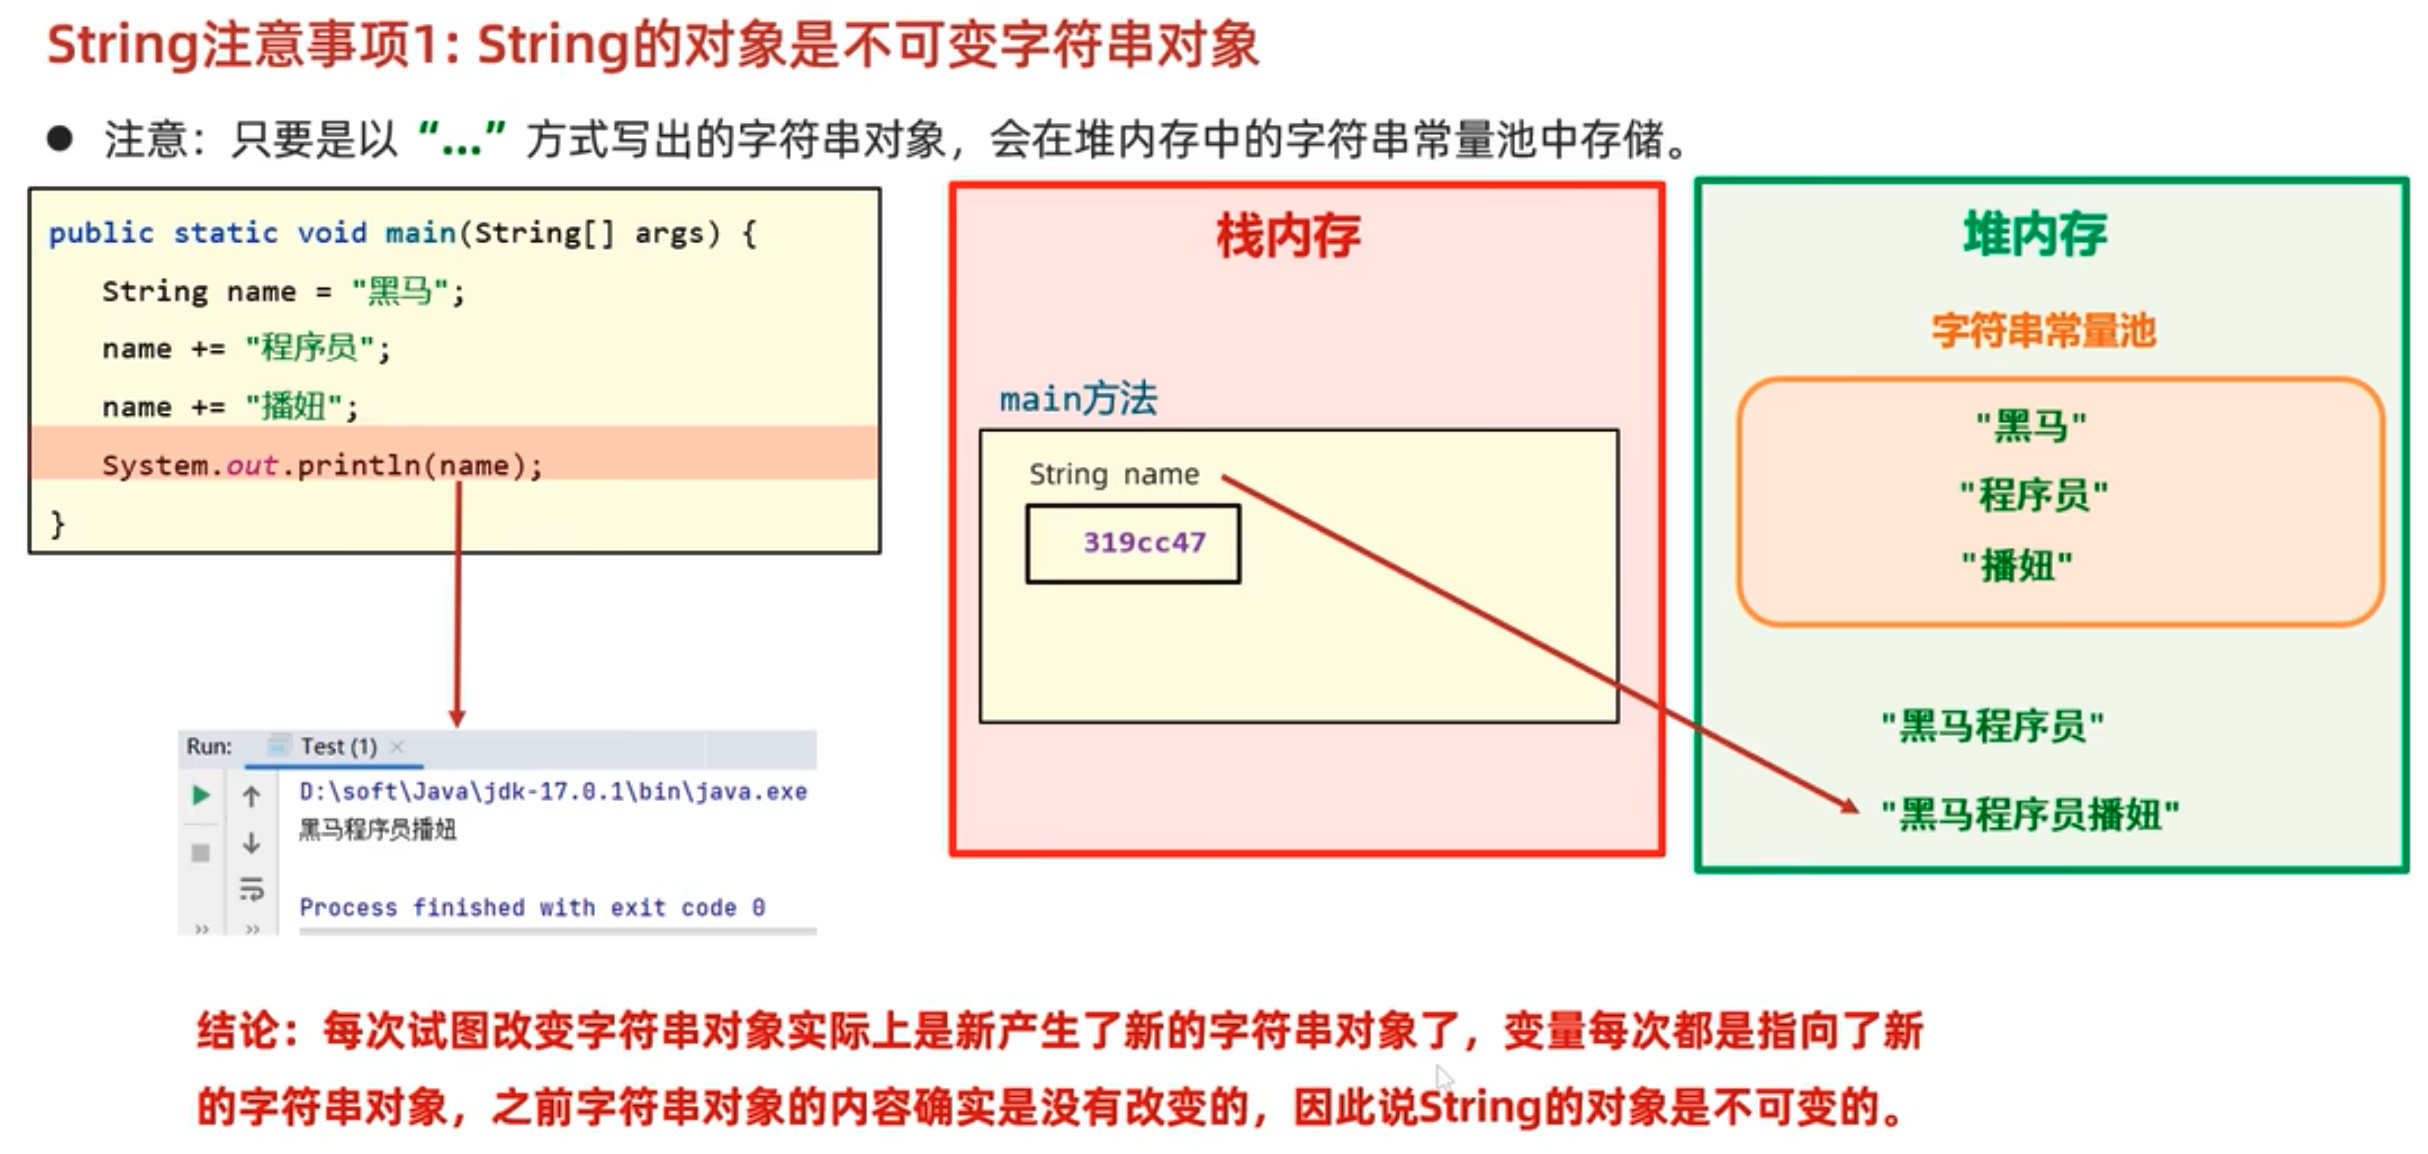 String注意事项1: String的对象是不可变字符串对象
● 注意：只要是以 “...” 方式写出的字符串对象，会在堆内存中的字符串常量池中存储。
public static void main(String[] args) {
String name = "黑马";
name += "程序员";
name += "播妞";
System.out.println(name);
}
Run: Test (1) ×
D:\soft\Java\jdk-17.0.1\bin\java.exe
黑马程序员播妞
Process finished with exit code 0
栈内存
main方法
String name
319cc47
堆内存
字符串常量池
"黑马"
"程序员"
"播妞"
"黑马程序员"
"黑马程序员播妞"
结论：每次试图改变字符串对象实际上是新产生了新的字符串对象了，变量每次都是指向了新
的字符串对象，之前字符串对象的内容确实是没有改变的，因此说String的对象是不可变的。